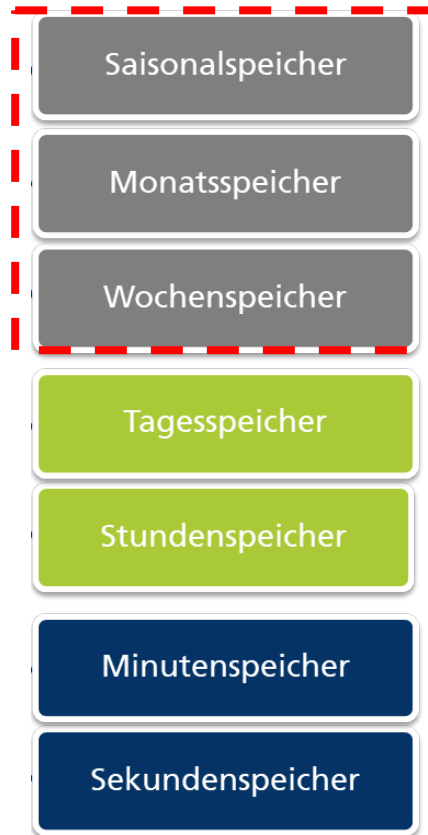 Saisonalspeicher
Monatsspeicher
Wochenspeicher
Tagesspeicher
Stundenspeicher
Minutenspeicher
Sekundenspeicher